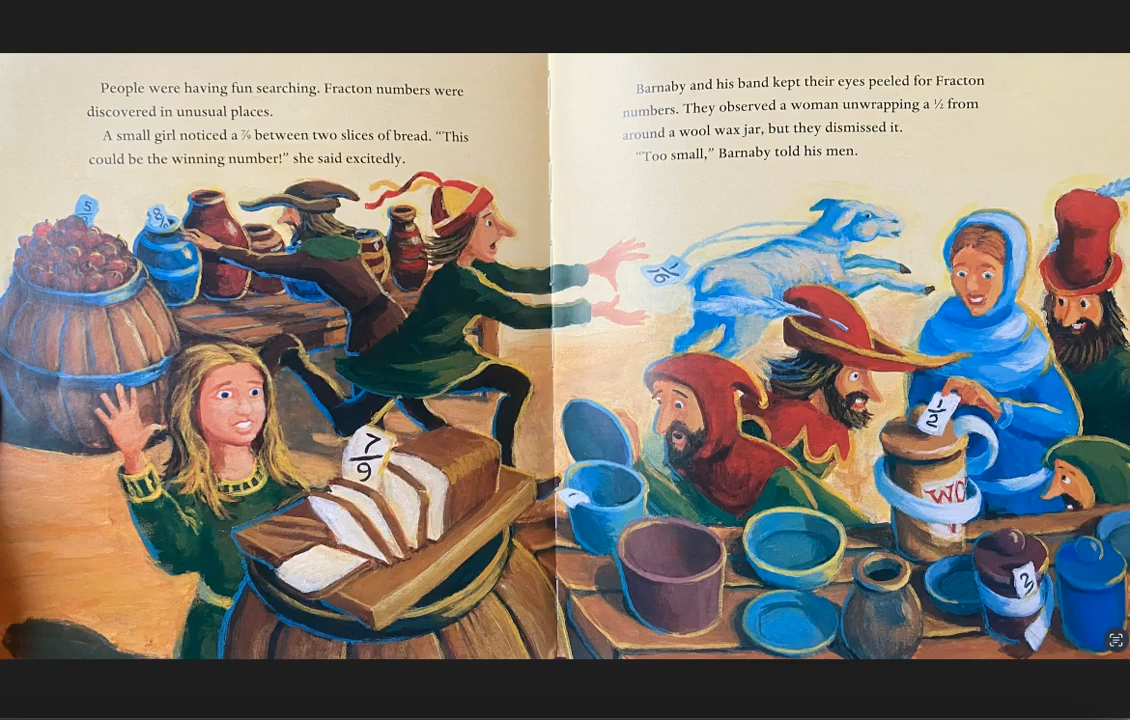 People were having fun searching. Fracton numbers were
discovered in unusual places.
A small girl noticed a 7/9 between two slices of bread. "This
could be the winning number!" she said excitedly.
Barnaby and his band kept their eyes peeled for Fracton
numbers. They observed a woman unwrapping a ½ from
around a wool wax jar, but they dismissed it.
"Too small," Barnaby told his men.
5
8/
1/10
7/9
1/2
WO
2